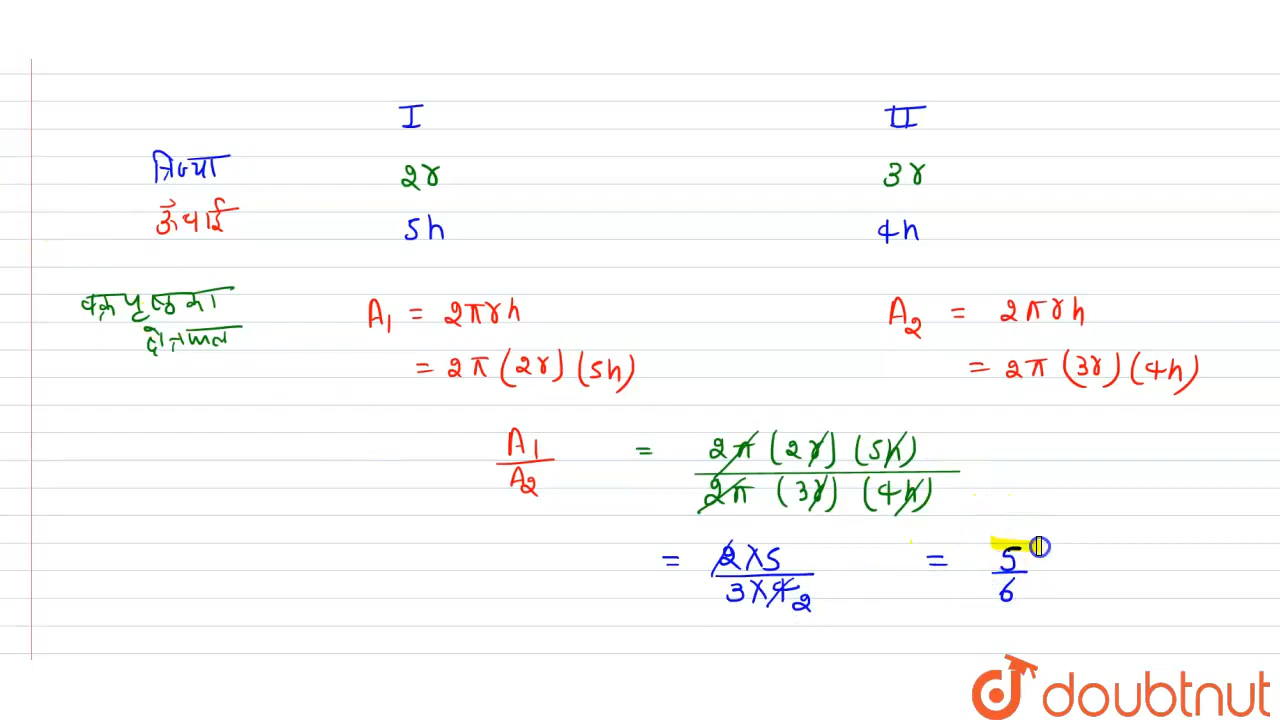 I II
त्रिज्या 2r 3r
ऊँचाई 5h 4h
वक्रपृष्ठ का
क्षेत्रफल
A₁ = 2πrh A₂ = 2πrh
= 2π(2r)(5h) = 2π(3r)(4h)
A₁/A₂ = 2π(2r)(5h)/2π(3r)(4h)
= 2×5/3×4 2 = 5/6
doubtnut